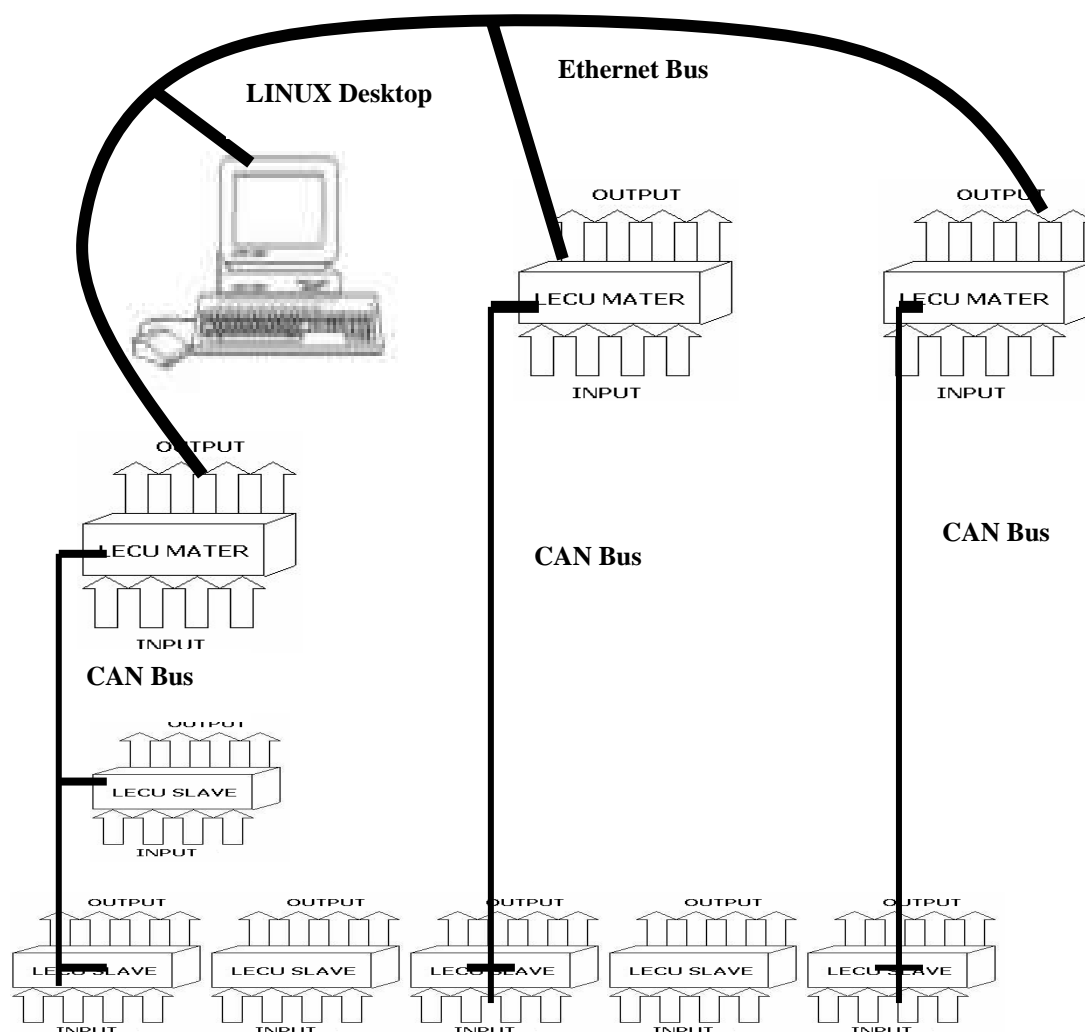 Ethernet Bus
LINUX Desktop
OUTPUT
OUTPUT
LECU MATER
LECU MATER
INPUT
INPUT
OUTPUT
LECU MATER
CAN Bus
CAN Bus
INPUT
CAN Bus
OUTPUT
LECU SLAVE
INPUT
OUTPUT
OUTPUT
OUTPUT
OUTPUT
OUTPUT
LECU SLAVE
LECU SLAVE
LECU SLAVE
LECU SLAVE
LECU SLAVE
INPUT
INPUT
INPUT
INPUT
INPUT